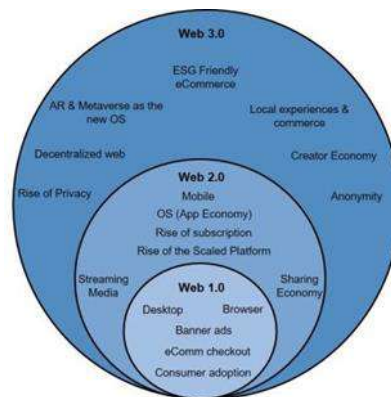 Web 3.0
ESG Friendly
eCommerce
AR & Metaverse as the
new OS
Local experiences &
commerce
Decentralized web
Creator Economy
Rise of Privacy
Anonymity
Web 2.0
Mobile
OS (App Economy)
Rise of subscription
Rise of the Scaled Platform
Streaming
Media
Sharing
Economy
Web 1.0
Desktop
Browser
Banner ads
eComm checkout
Consumer adoption